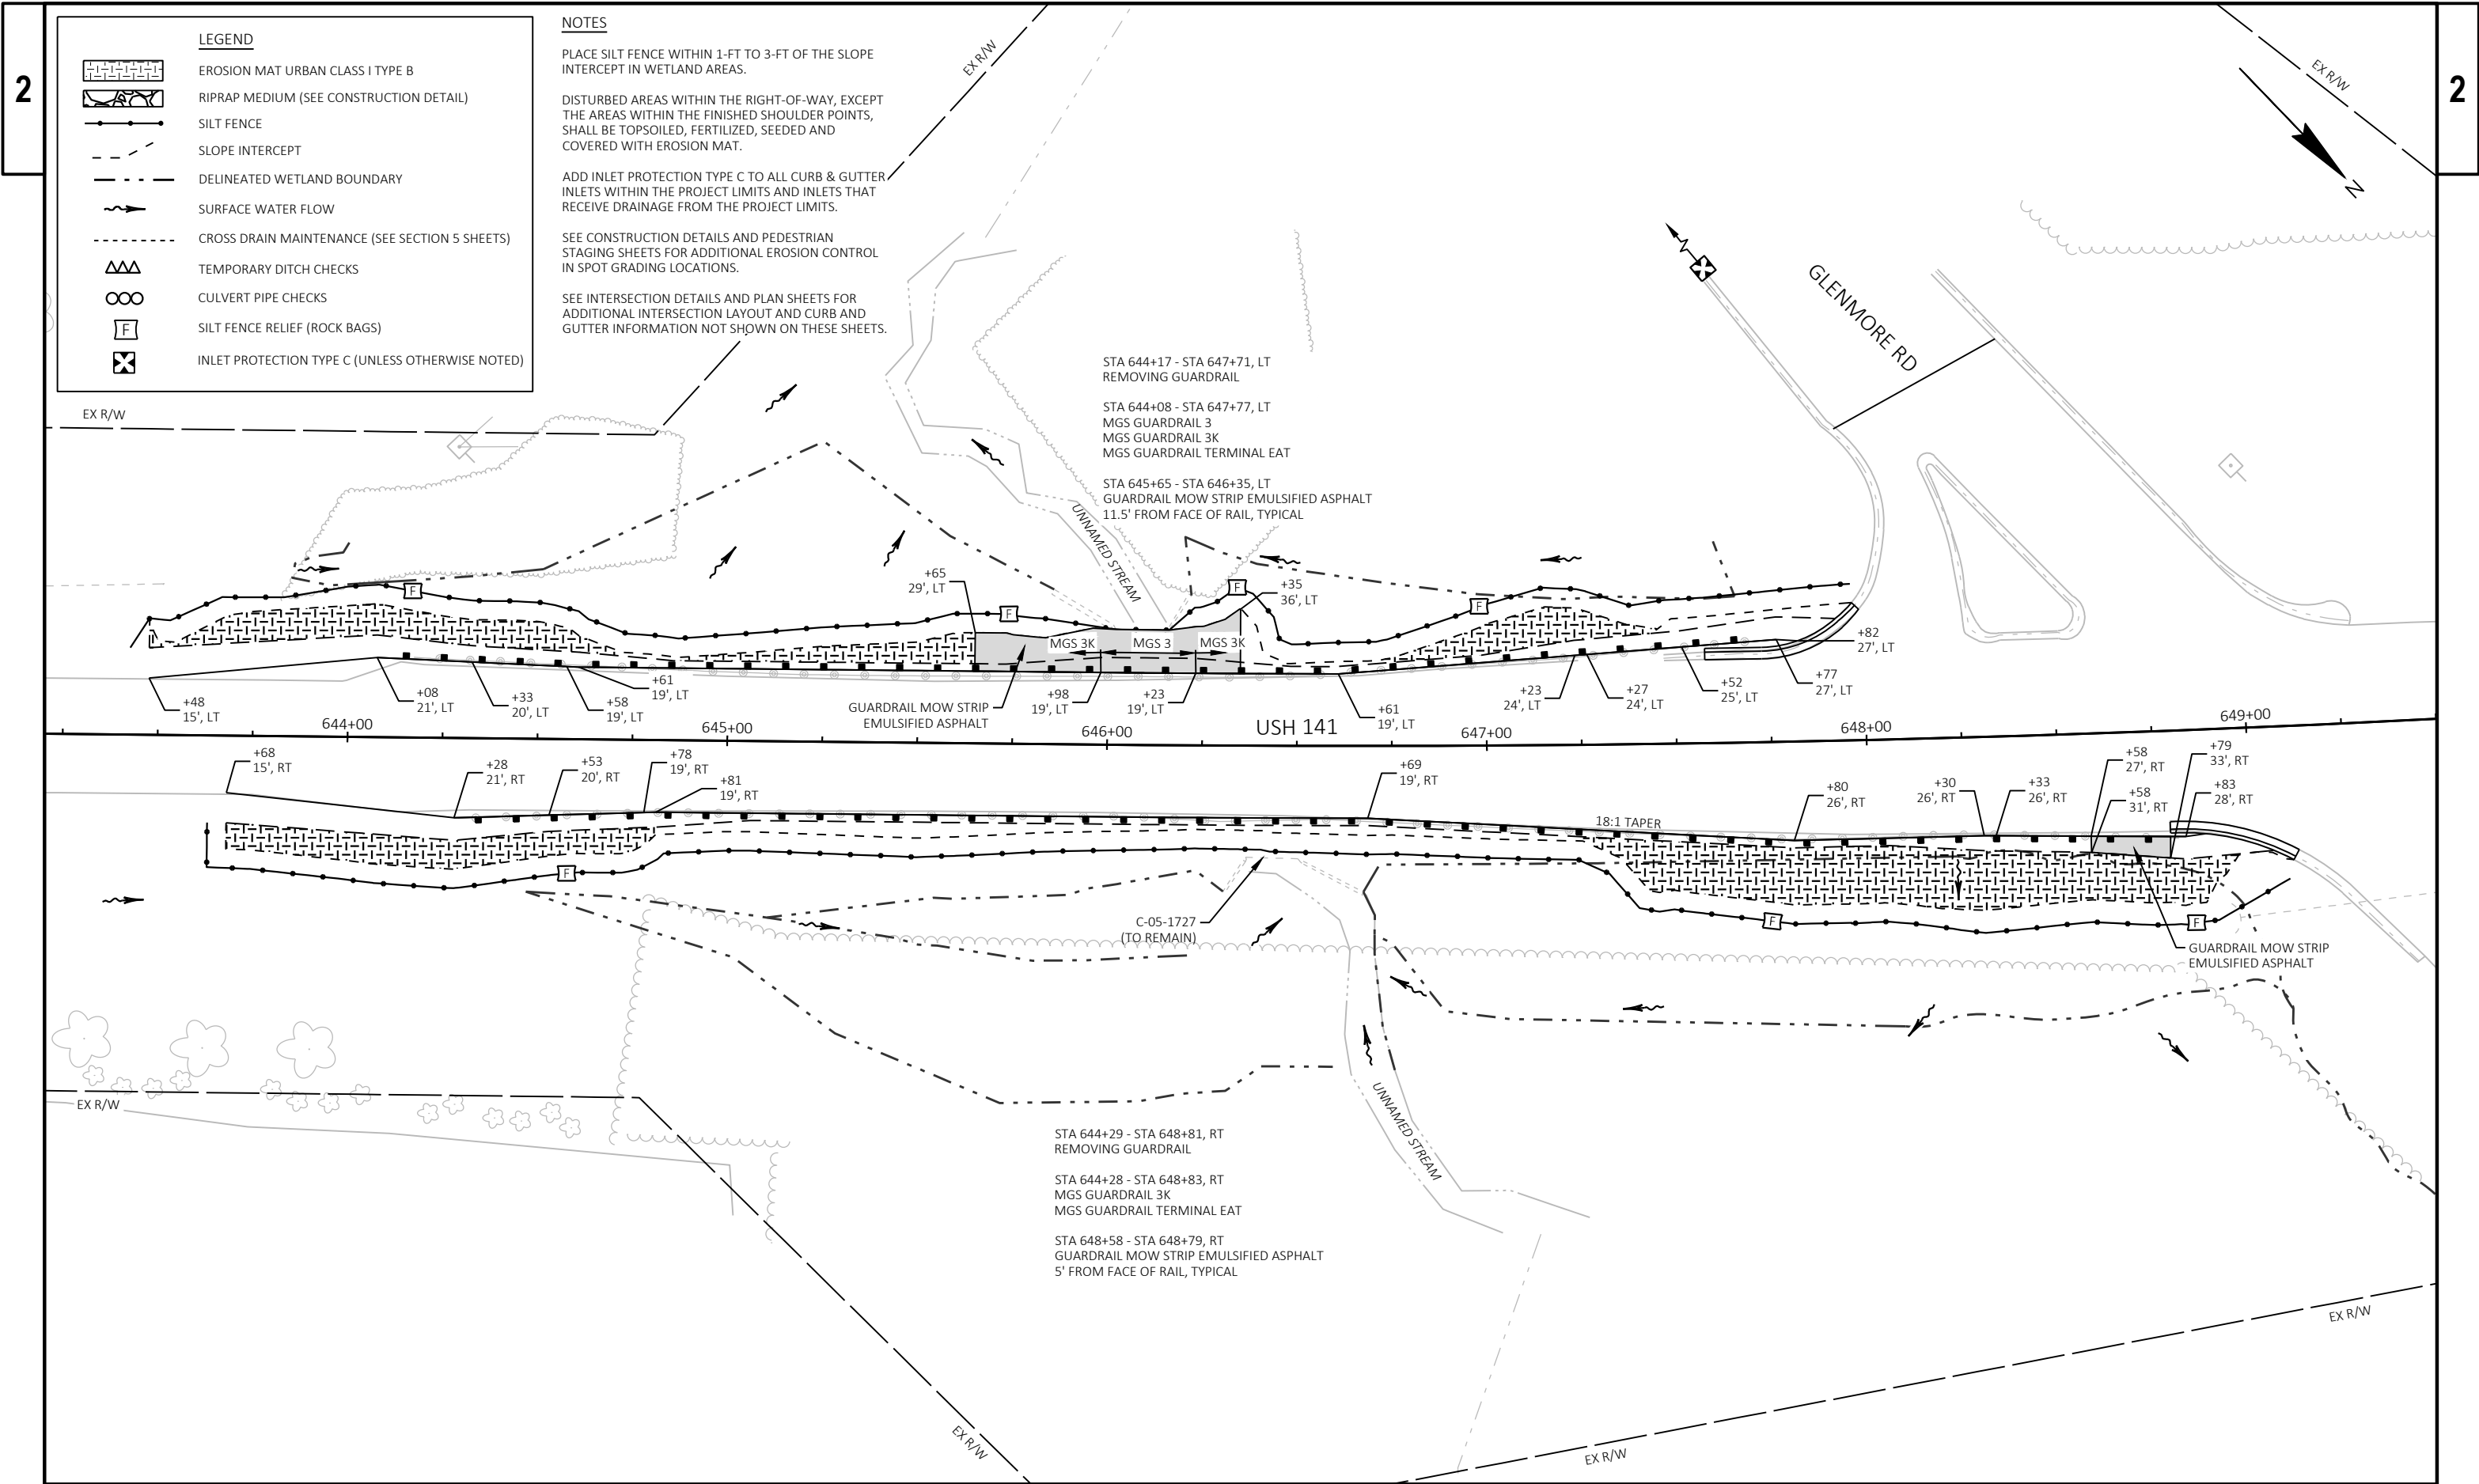 2
2
LEGEND
EROSION MAT URBAN CLASS I TYPE B
RIPRAP MEDIUM (SEE CONSTRUCTION DETAIL)
SILT FENCE
SLOPE INTERCEPT
DELINEATED WETLAND BOUNDARY
SURFACE WATER FLOW
CROSS DRAIN MAINTENANCE (SEE SECTION 5 SHEETS)
TEMPORARY DITCH CHECKS
CULVERT PIPE CHECKS
F
SILT FENCE RELIEF (ROCK BAGS)
INLET PROTECTION TYPE C (UNLESS OTHERWISE NOTED)
NOTES
PLACE SILT FENCE WITHIN 1-FT TO 3-FT OF THE SLOPE
INTERCEPT IN WETLAND AREAS.
DISTURBED AREAS WITHIN THE RIGHT-OF-WAY, EXCEPT
THE AREAS WITHIN THE FINISHED SHOULDER POINTS,
SHALL BE TOPSOILED, FERTILIZED, SEEDED AND
COVERED WITH EROSION MAT.
ADD INLET PROTECTION TYPE C TO ALL CURB & GUTTER
INLETS WITHIN THE PROJECT LIMITS AND INLETS THAT
RECEIVE DRAINAGE FROM THE PROJECT LIMITS.
SEE CONSTRUCTION DETAILS AND PEDESTRIAN
STAGING SHEETS FOR ADDITIONAL EROSION CONTROL
IN SPOT GRADING LOCATIONS.
SEE INTERSECTION DETAILS AND PLAN SHEETS FOR
ADDITIONAL INTERSECTION LAYOUT AND CURB AND
GUTTER INFORMATION NOT SHOWN ON THESE SHEETS.
EX R/W
EX R/W
N
GLENMORE RD
EX R/W
STA 644+17 - STA 647+71, LT
REMOVING GUARDRAIL
STA 644+08 - STA 647+77, LT
MGS GUARDRAIL 3
MGS GUARDRAIL 3K
MGS GUARDRAIL TERMINAL EAT
STA 645+65 - STA 646+35, LT
GUARDRAIL MOW STRIP EMULSIFIED ASPHALT
11.5' FROM FACE OF RAIL, TYPICAL
UNNAMED STREAM
+65
29', LT
+35
36', LT
F
F
F
F
MGS 3K
MGS 3
MGS 3K
+82
27', LT
+48
15', LT
+08
21', LT
+33
20', LT
+58
19', LT
+61
19', LT
GUARDRAIL MOW STRIP
EMULSIFIED ASPHALT
+98
19', LT
+23
19', LT
+61
19', LT
+23
24', LT
+27
24', LT
+52
25', LT
+77
27', LT
644+00
645+00
646+00
USH 141
647+00
648+00
649+00
+68
15', RT
+28
21', RT
+53
20', RT
+78
19', RT
+81
19', RT
+69
19', RT
18:1 TAPER
+80
26', RT
+30
26', RT
+33
26', RT
+58
27', RT
+58
31', RT
+79
33', RT
+83
28', RT
F
F
F
C-05-1727
(TO REMAIN)
GUARDRAIL MOW STRIP
EMULSIFIED ASPHALT
EX R/W
UNNAMED STREAM
STA 644+29 - STA 648+81, RT
REMOVING GUARDRAIL
STA 644+28 - STA 648+83, RT
MGS GUARDRAIL 3K
MGS GUARDRAIL TERMINAL EAT
STA 648+58 - STA 648+79, RT
GUARDRAIL MOW STRIP EMULSIFIED ASPHALT
5' FROM FACE OF RAIL, TYPICAL
EX R/W
EX R/W
EX R/W